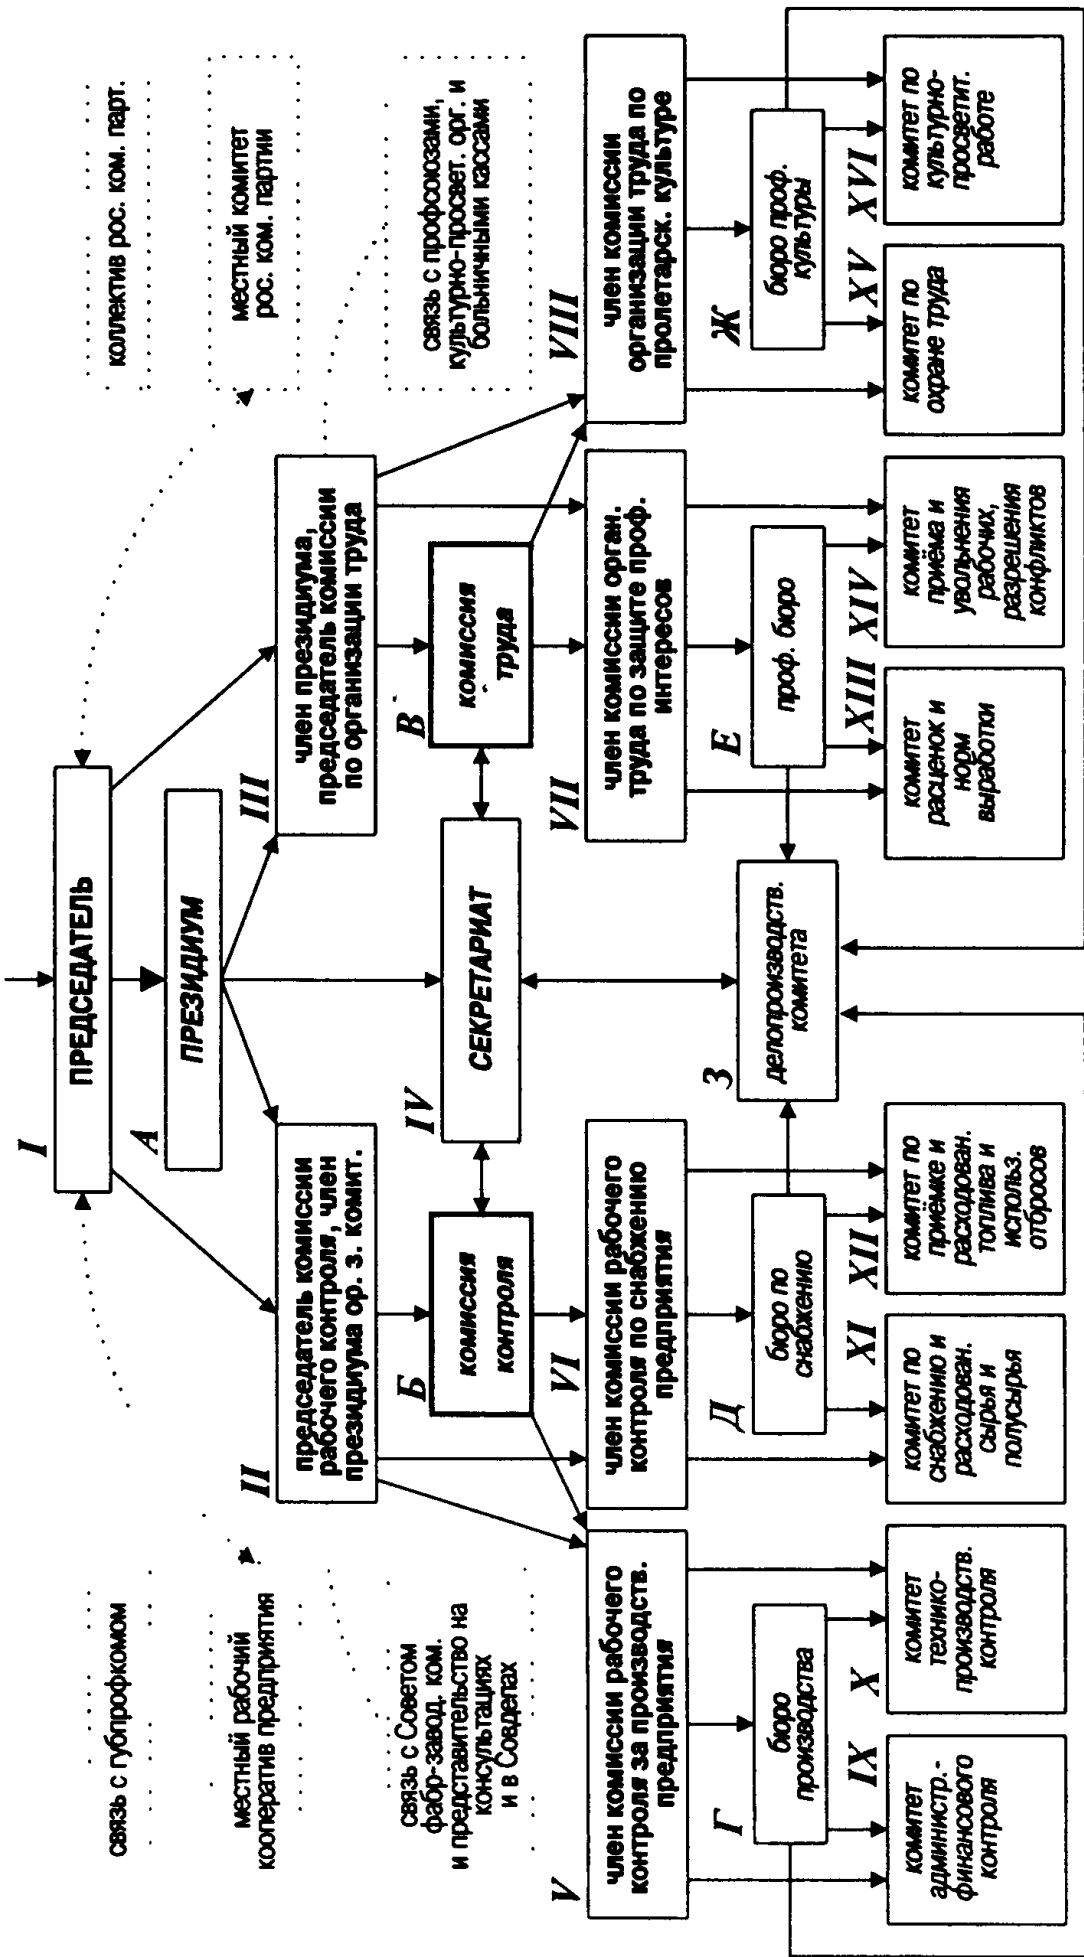 I
ПРЕДСЕДАТЕЛЬ
А
ПРЕЗИДИУМ
связь с губпрофкомом
местный рабочий
кооператив предприятия
связь с Советом
фабр-завод. ком.
и представительство на
консультациях
и в Совдепах
коллектив рос. ком. парт.
местный комитет
рос. ком. партии
связь с профсоюзами,
культурно-просвет. орг. и
больничными кассами
II
председатель комиссии
рабочего контроля, член
президиума ор. з. комит.
III
член президиума,
председатель комиссии
по организации труда
Б
комиссия
контроля
IV
СЕКРЕТАРИАТ
В
комиссия
труда
V
член комиссии рабочего
контроля за производств.
предприятия
VI
член комиссии рабочего
контроля по снабжению
предприятия
VII
член комиссии орган.
труда по защите проф.
интересов
VIII
член комиссии
организации труда по
пролетарск. культуре
Г
бюро
производства
Д
бюро по
снабжению
З
делопроизводств.
комитета
Е
проф. бюро
Ж
бюро проф.
культуры
IX
комитет
администр.-
финансового
контроля
X
комитет
технико-
производств.
контроля
XI
комитет по
снабжению и
расходован.
сырья и
полусырья
XII
комитет по
приёмке и
расходован.
топлива и
использ.
отбросов
XIII
комитет
расценок и
норм
выработки
XIV
комитет
приёма и
увольнения
рабочих,
разрешения
конфликтов
XV
комитет по
охране труда
XVI
комитет по
культурно-
просветит.
работе